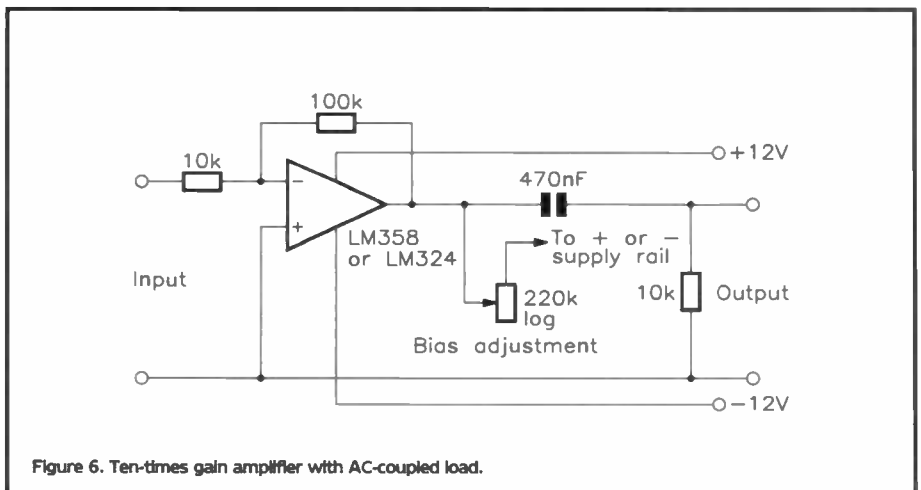 100k
10k
+12V
470nF
−
+
LM358
or LM324
To + or −
supply rail
Input
220k
log
10k
Output
Bias adjustment
−12V
Figure 6. Ten-times gain amplifier with AC-coupled load.